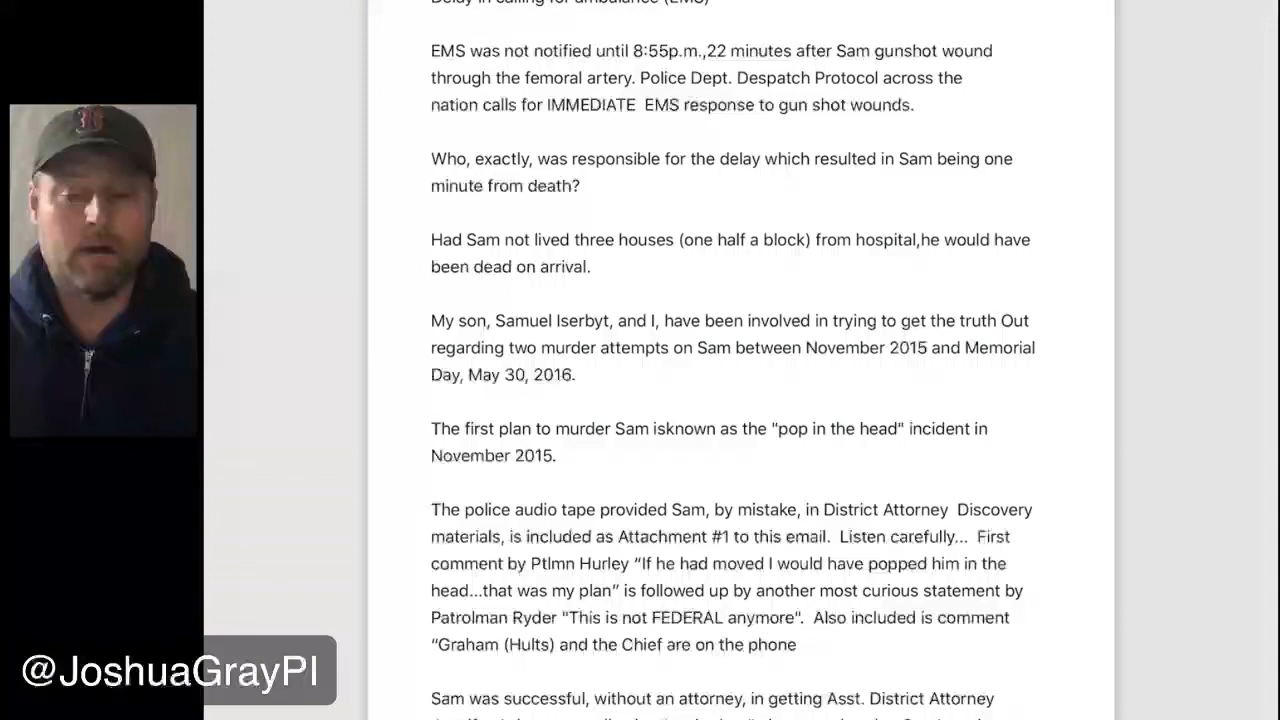 Delay in calling for ambulance (EMS)
EMS was not notified until 8:55p.m.,22 minutes after Sam gunshot wound
through the femoral artery. Police Dept. Despatch Protocol across the
nation calls for IMMEDIATE  EMS response to gun shot wounds.
Who, exactly, was responsible for the delay which resulted in Sam being one
minute from death?
Had Sam not lived three houses (one half a block) from hospital,he would have
been dead on arrival.
My son, Samuel Iserbyt, and I, have been involved in trying to get the truth Out
regarding two murder attempts on Sam between November 2015 and Memorial
Day, May 30, 2016.
The first plan to murder Sam isknown as the "pop in the head" incident in
November 2015.
The police audio tape provided Sam, by mistake, in District Attorney  Discovery
materials, is included as Attachment #1 to this email.  Listen carefully...  First
comment by Ptlmn Hurley “If he had moved I would have popped him in the
head...that was my plan” is followed up by another most curious statement by
Patrolman Ryder "This is not FEDERAL anymore".  Also included is comment
“Graham (Hults) and the Chief are on the phone
@JoshuaGrayPI
Sam was successful, without an attorney, in getting Asst. District Attorney